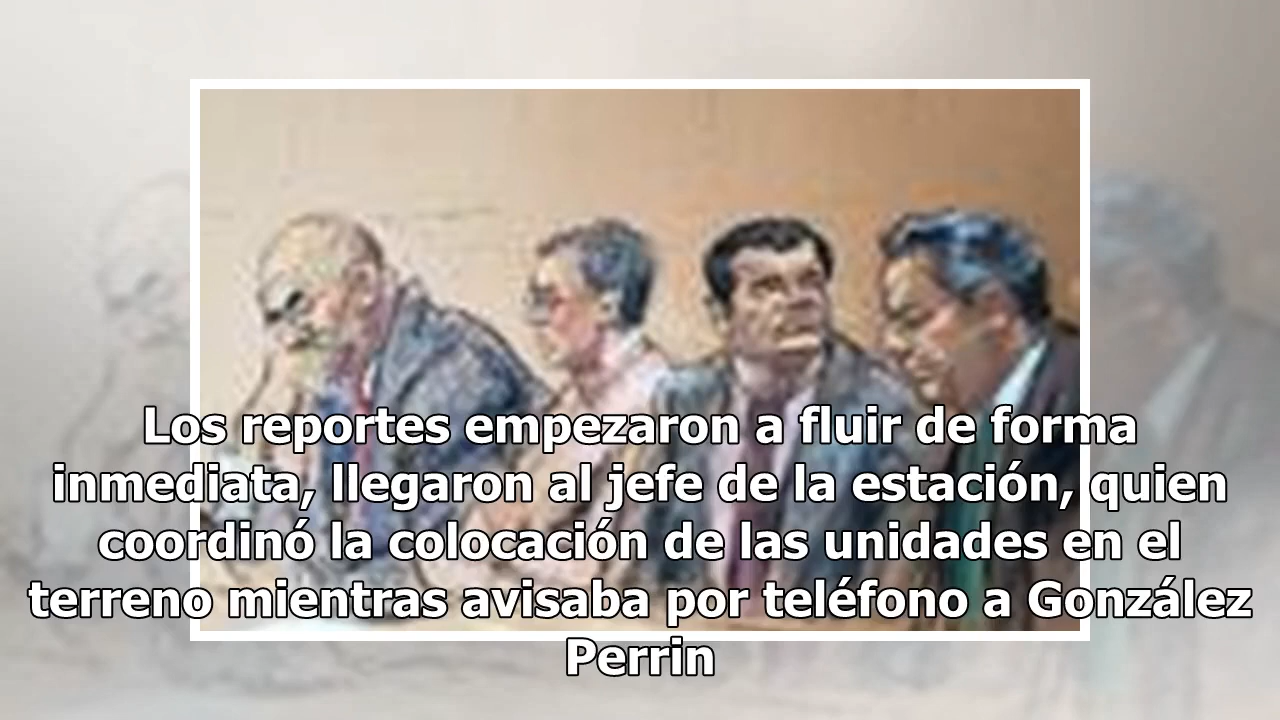 Los reportes empezaron a fluir de forma
inmediata, llegaron al jefe de la estación, quien
coordinó la colocación de las unidades en el
terreno mientras avisaba por teléfono a González
Perrin